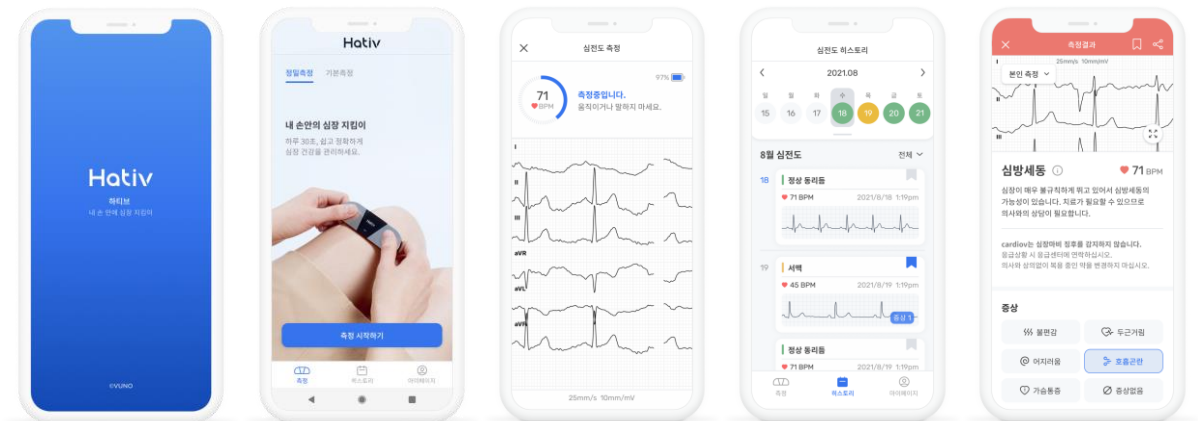 Hativ
하티브
내 손 안에 심장 지킴이
©VUNO
Hativ
정밀측정 기본측정
내 손안의 심장 지킴이
하루 30초, 쉽고 정확하게
심장 건강을 관리하세요.
Hativ
측정 시작하기
측정 히스토리 마이페이지
심전도 측정
97%
71
BPM
측정중입니다.
움직이거나 말하지 마세요.
I
II
III
aVR
aVL
aVF
25mm/s 10mm/mV
심전도 히스토리
2021.08
일 월 화 수 목 금 토
15 16 17 18 19 20 21
8월 심전도 전체
18 정상 동리듬
71 BPM 2021/8/18 1:19pm
19 서맥
45 BPM 2021/8/19 1:19pm
증상 1
정상 동리듬
71 BPM 2021/8/19 1:19pm
측정 히스토리 마이페이지
측정결과
I 25mm/s 10mm/mV
본인 측정
II
III
심방세동 71 BPM
심장이 매우 불규칙하게 뛰고 있어서 심방세동의
가능성이 있습니다. 치료가 필요할 수 있으므로
의사와의 상담이 필요합니다.
cardiov는 심장마비 징후를 감지하지 않습니다.
응급상황 시 응급센터에 연락하십시오.
의사와 상의없이 복용 중인 약을 변경하지 마십시오.
증상
불편감 두근거림
어지러움 호흡곤란
가슴통증 증상없음